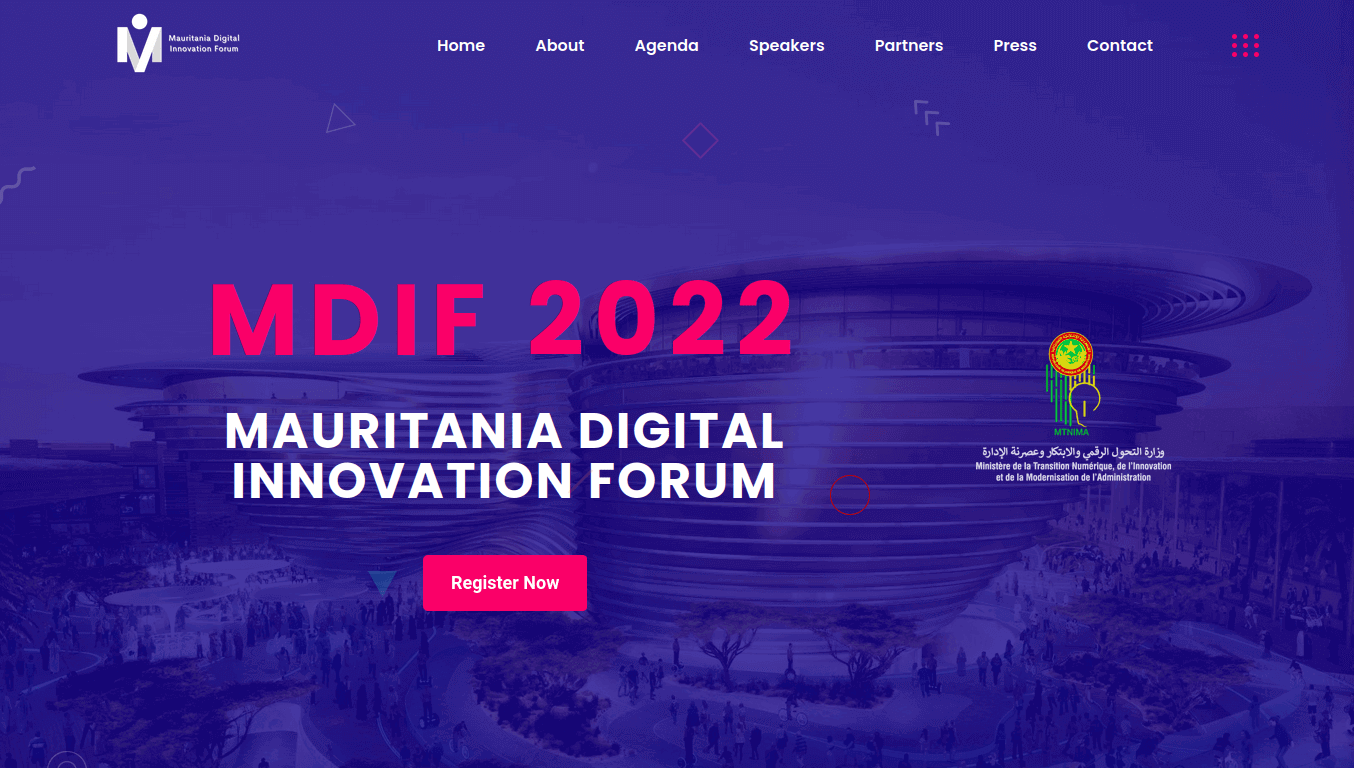 Mauritania Digital
Innovation Forum
Home About Agenda Speakers Partners Press Contact
MDIF 2022
MAURITANIA DIGITAL
INNOVATION FORUM
Register Now
MTNIMA
وزارة التحول الرقمي والابتكار وعصرنة الإدارة
Ministère de la Transition Numérique, de l'Innovation
et de la Modernisation de l'Administration